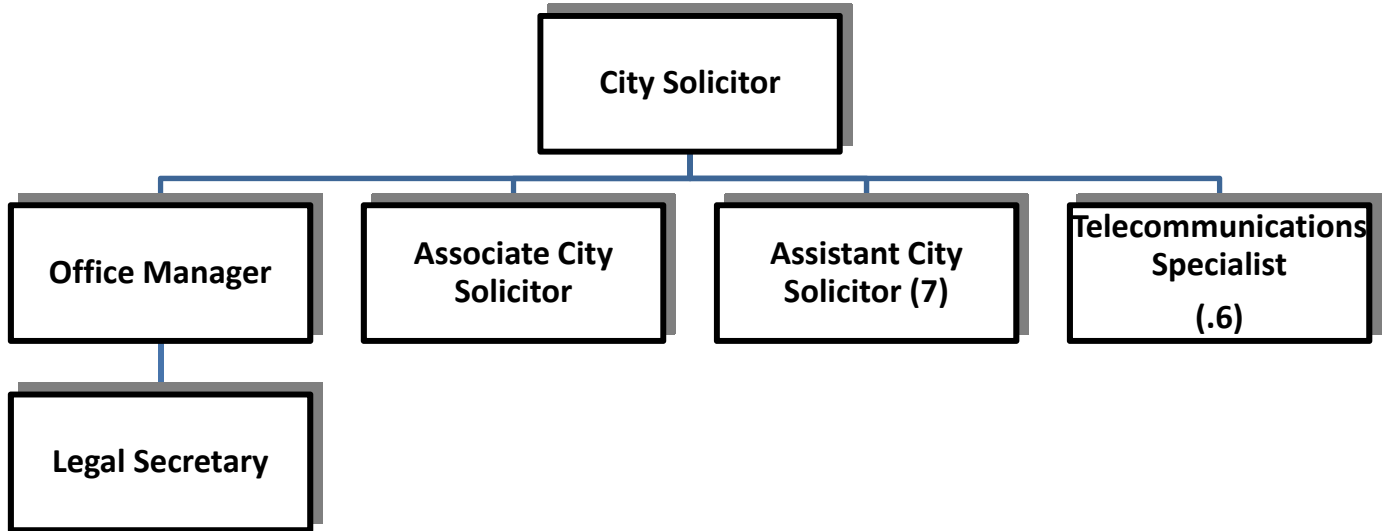 City Solicitor
Office Manager
Associate City
Solicitor
Assistant City
Solicitor (7)
Telecommunications
Specialist
(.6)
Legal Secretary